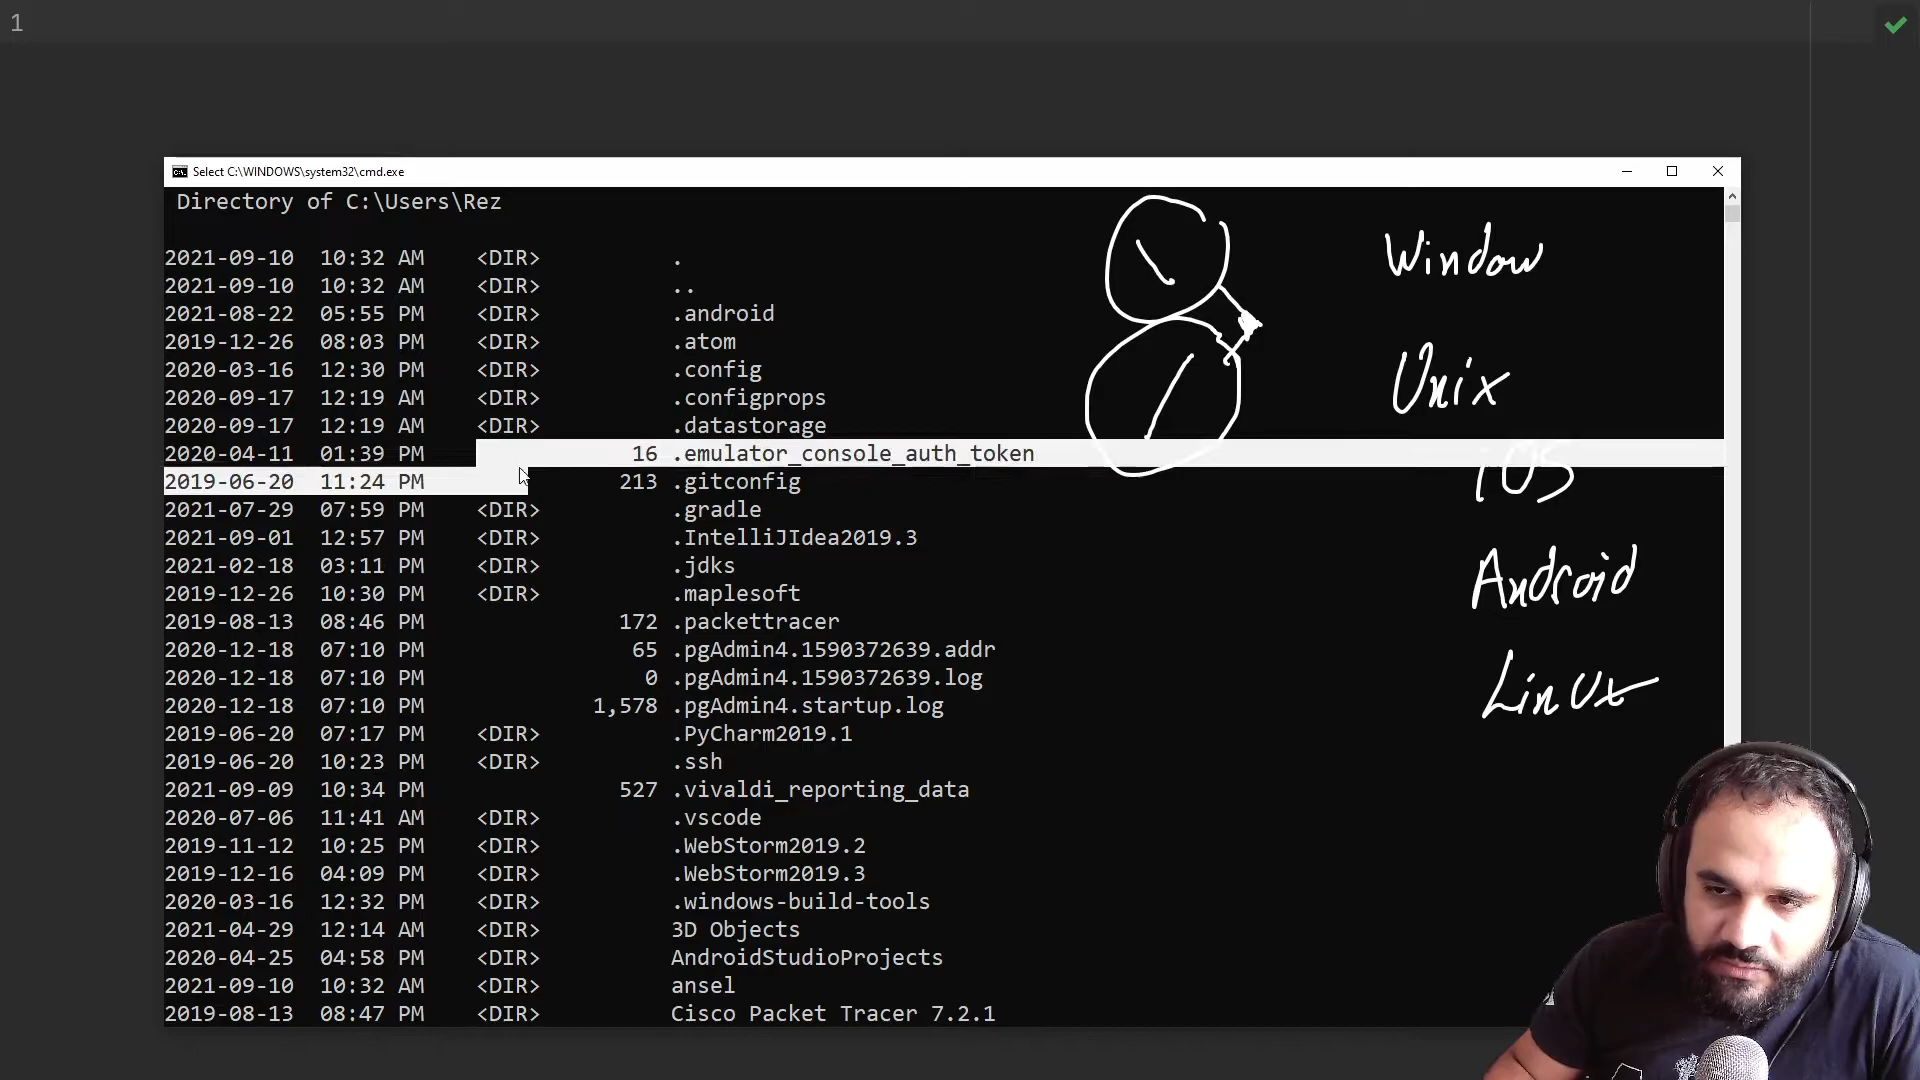 1
Select C:\WINDOWS\system32\cmd.exe
Directory of C:\Users\Rez
2021-09-10 10:32 AM <DIR> .
2021-09-10 10:32 AM <DIR> ..
2021-08-22 05:55 PM <DIR> .android
2019-12-26 08:03 PM <DIR> .atom
2020-03-16 12:30 PM <DIR> .config
2020-09-17 12:19 AM <DIR> .configprops
2020-09-17 12:19 AM <DIR> .datastorage
2020-04-11 01:39 PM 16 .emulator_console_auth_token
2019-06-20 11:24 PM 213 .gitconfig
2021-07-29 07:59 PM <DIR> .gradle
2021-09-01 12:57 PM <DIR> .IntelliJIdea2019.3
2021-02-18 03:11 PM <DIR> .jdks
2019-12-26 10:30 PM <DIR> .maplesoft
2019-08-13 08:46 PM 172 .packettracer
2020-12-18 07:10 PM 65 .pgAdmin4.1590372639.addr
2020-12-18 07:10 PM 0 .pgAdmin4.1590372639.log
2020-12-18 07:10 PM 1,578 .pgAdmin4.startup.log
2019-06-20 07:17 PM <DIR> .PyCharm2019.1
2019-06-20 10:23 PM <DIR> .ssh
2021-09-09 10:34 PM 527 .vivaldi_reporting_data
2020-07-06 11:41 AM <DIR> .vscode
2019-11-12 10:25 PM <DIR> .WebStorm2019.2
2019-12-16 04:09 PM <DIR> .WebStorm2019.3
2020-03-16 12:32 PM <DIR> .windows-build-tools
2021-04-29 12:14 AM <DIR> 3D Objects
2020-04-25 04:58 PM <DIR> AndroidStudioProjects
2021-09-10 10:32 AM <DIR> ansel
2019-08-13 08:47 PM <DIR> Cisco Packet Tracer 7.2.1
Window
Unix
iOS
Android
Linux